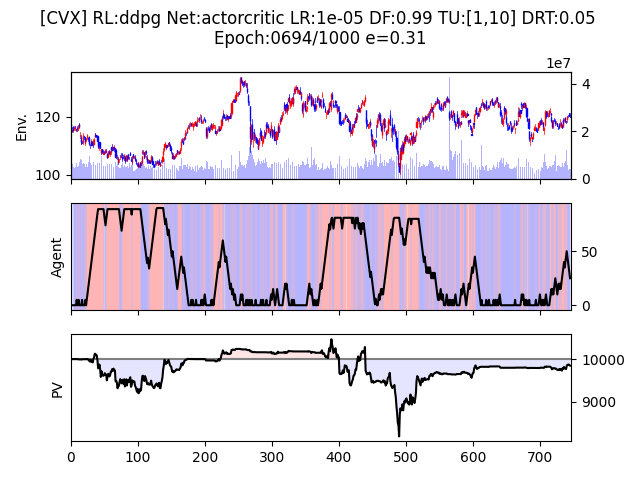 [CVX] RL:ddpg Net:actorcritic LR:1e-05 DF:0.99 TU:[1,10] DRT:0.05
Epoch:0694/1000 e=0.31
1e7
Env.
120
100
4
2
0
Agent
50
0
PV
10000
9000
0 100 200 300 400 500 600 700